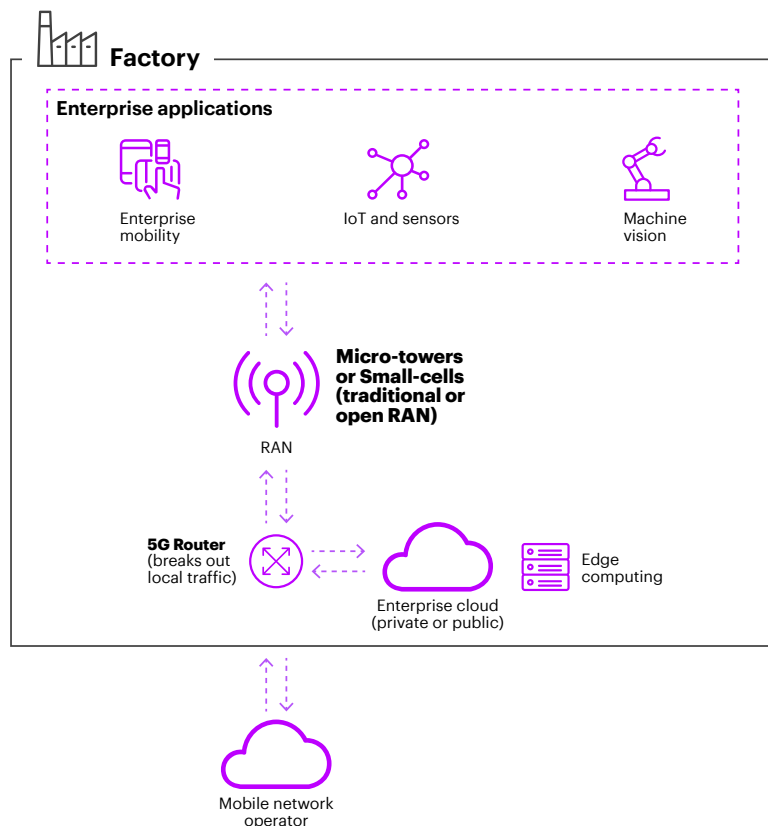 Factory
Enterprise applications
Enterprise
mobility
IoT and sensors
Machine
vision
Micro-towers
or Small-cells
(traditional or
open RAN)
RAN
5G Router
(breaks out
local traffic)
Enterprise cloud
(private or public)
Edge
computing
Mobile network
operator